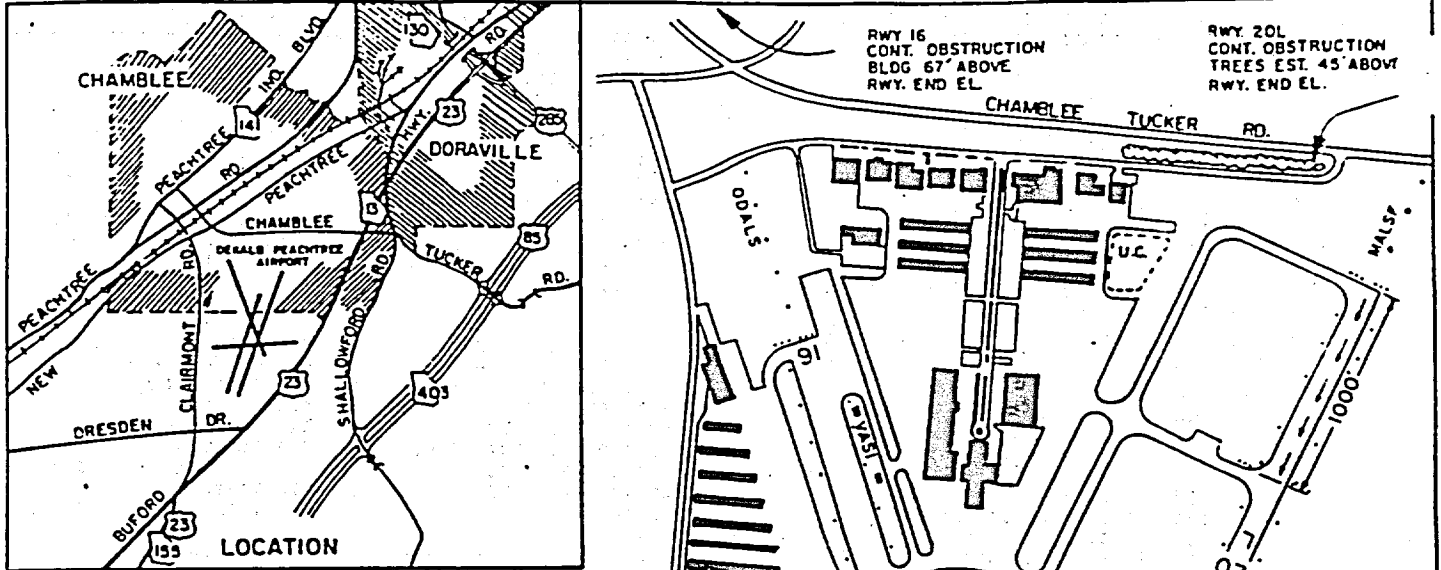 CHAMBLEE
PEACHTREE
IND.
BLVD
14
130
RD.
23
HWY.
285
DORAVILLE
PEACHTREE
RD
PEACHTREE
13
CHAMBLEE
TUCKER
RD.
85
DEKALB PEACHTREE
AIRPORT
NEW
PEACHTREE
RD
CLAIRMONT
SHALLOWFORD
RD.
23
403
DRESDEN
DR.
BUFORD
23
155
LOCATION
RWY 16
CONT. OBSTRUCTION
BLDG 67' ABOVE
RWY. END EL.
RWY. 20L
CONT. OBSTRUCTION
TREES EST. 45' ABOVE
RWY. END EL.
CHAMBLEE TUCKER RD.
ODALS
MALSF
U.C.
16
VASI
1000'